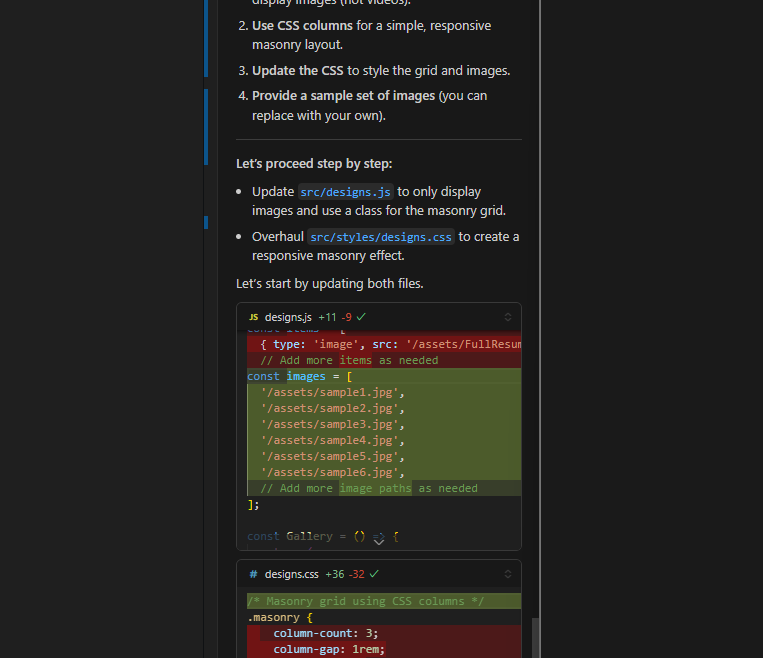 display images (not videos).
2. Use CSS columns for a simple, responsive
masonry layout.
3. Update the CSS to style the grid and images.
4. Provide a sample set of images (you can
replace with your own).
Let's proceed step by step:
• Update src/designs.js to only display
images and use a class for the masonry grid.
• Overhaul src/styles/designs.css to create a
responsive masonry effect.
Let's start by updating both files.
JS designs.js +11 -9
const items = [
{ type: 'image', src: '/assets/FullResum
// Add more items as needed
const images = [
'/assets/sample1.jpg',
'/assets/sample2.jpg',
'/assets/sample3.jpg',
'/assets/sample4.jpg',
'/assets/sample5.jpg',
'/assets/sample6.jpg',
// Add more image paths as needed
];
const Gallery = () => {
# designs.css +36 -32
/* Masonry grid using CSS columns */
.masonry {
column-count: 3;
column-gap: 1rem;